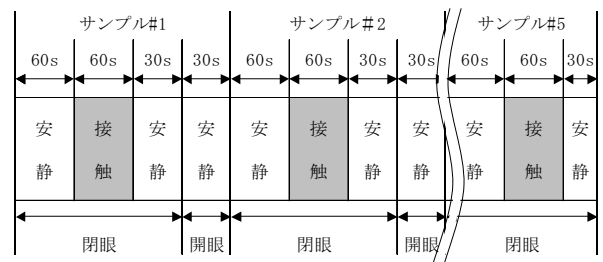 サンプル#1 サンプル＃2 サンプル#5
60s 60s 30s 30s 60s 60s 30s 30s 60s 60s 30s
安静 接触 安静 安静 安静 接触 安静 安静 安静 接触 安静
閉眼 開眼 閉眼 開眼 閉眼